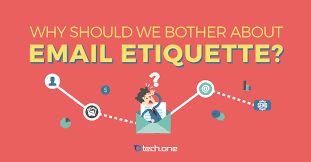 WHY SHOULD WE BOTHER ABOUT
EMAIL ETIQUETTE?
?
@
tech.one